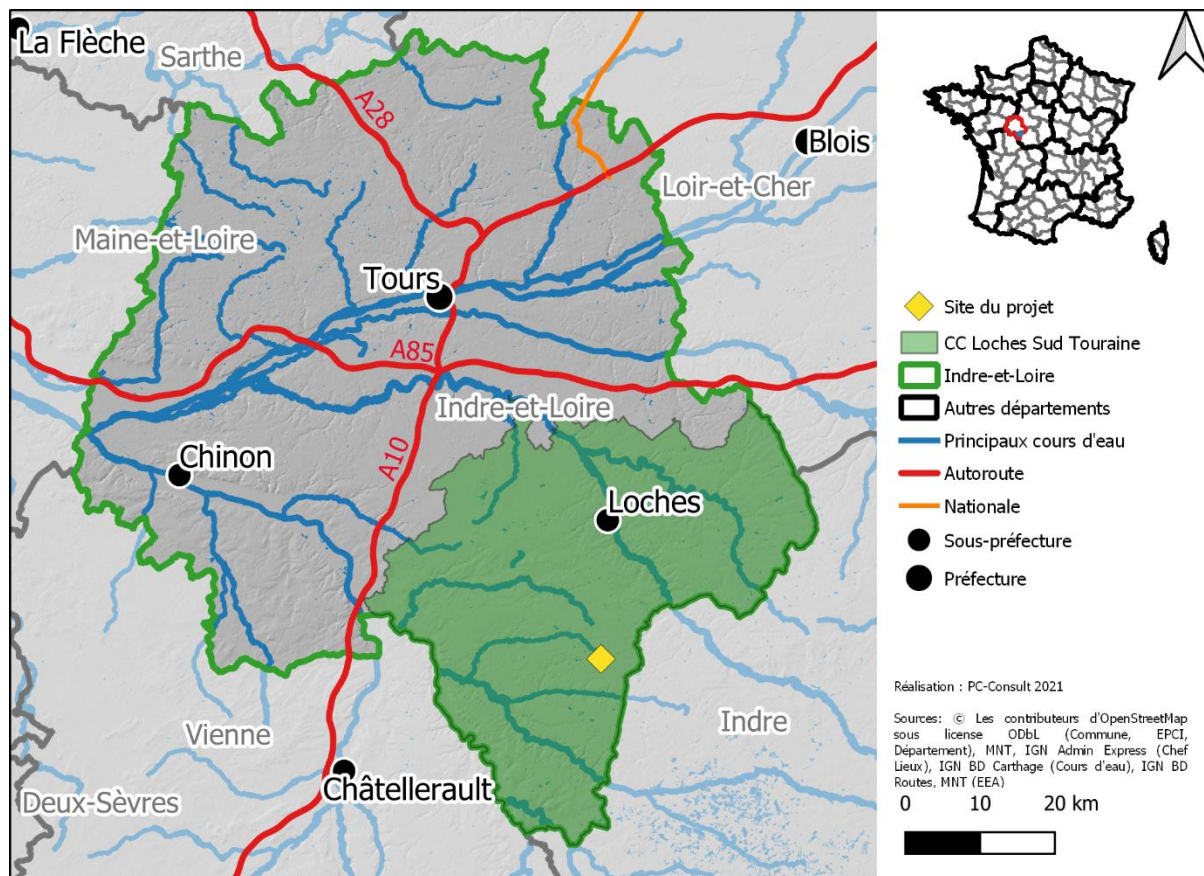 La Flèche
Sarthe
A28
Blois
Loir-et-Cher
Maine-et-Loire
Tours
A85
Indre-et-Loire
A10
Chinon
Loches
Vienne
Indre
Châtellerault
Deux-Sèvres
Site du projet
CC Loches Sud Touraine
Indre-et-Loire
Autres départements
Principaux cours d'eau
Autoroute
Nationale
Sous-préfecture
Préfecture
Réalisation : PC-Consult 2021
Sources: © Les contributeurs d'OpenStreetMap
sous license ODbL (Commune, EPCI,
Département), MNT, IGN Admin Express (Chef
Lieux), IGN BD Carthage (Cours d'eau), IGN BD
Routes, MNT (EEA)
0 10 20 km